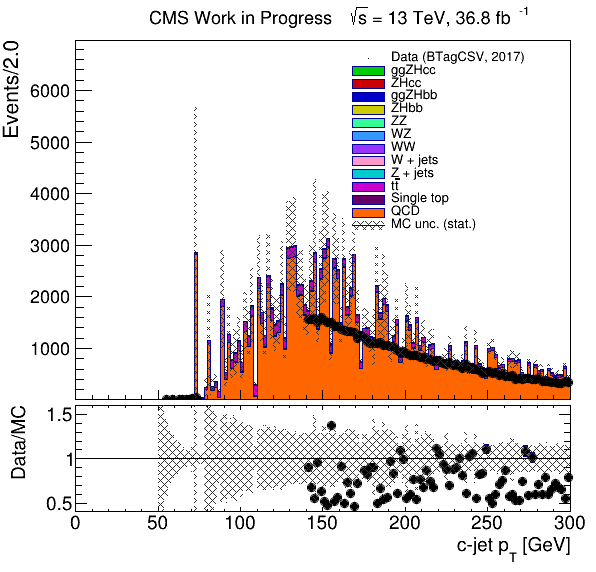 CMS Work in Progress √s = 13 TeV, 36.8 fb⁻¹
Events/2.0
6000
5000
4000
3000
2000
1000
Data (BTagCSV, 2017)
ggZHcc
ZHcc
ggZHbb
ZHbb
ZZ
WZ
WW
W + jets
Z + jets
tt̄
Single top
QCD
MC unc. (stat.)
Data/MC
1.5
1
0.5
0 50 100 150 200 250 300
c-jet p_T [GeV]